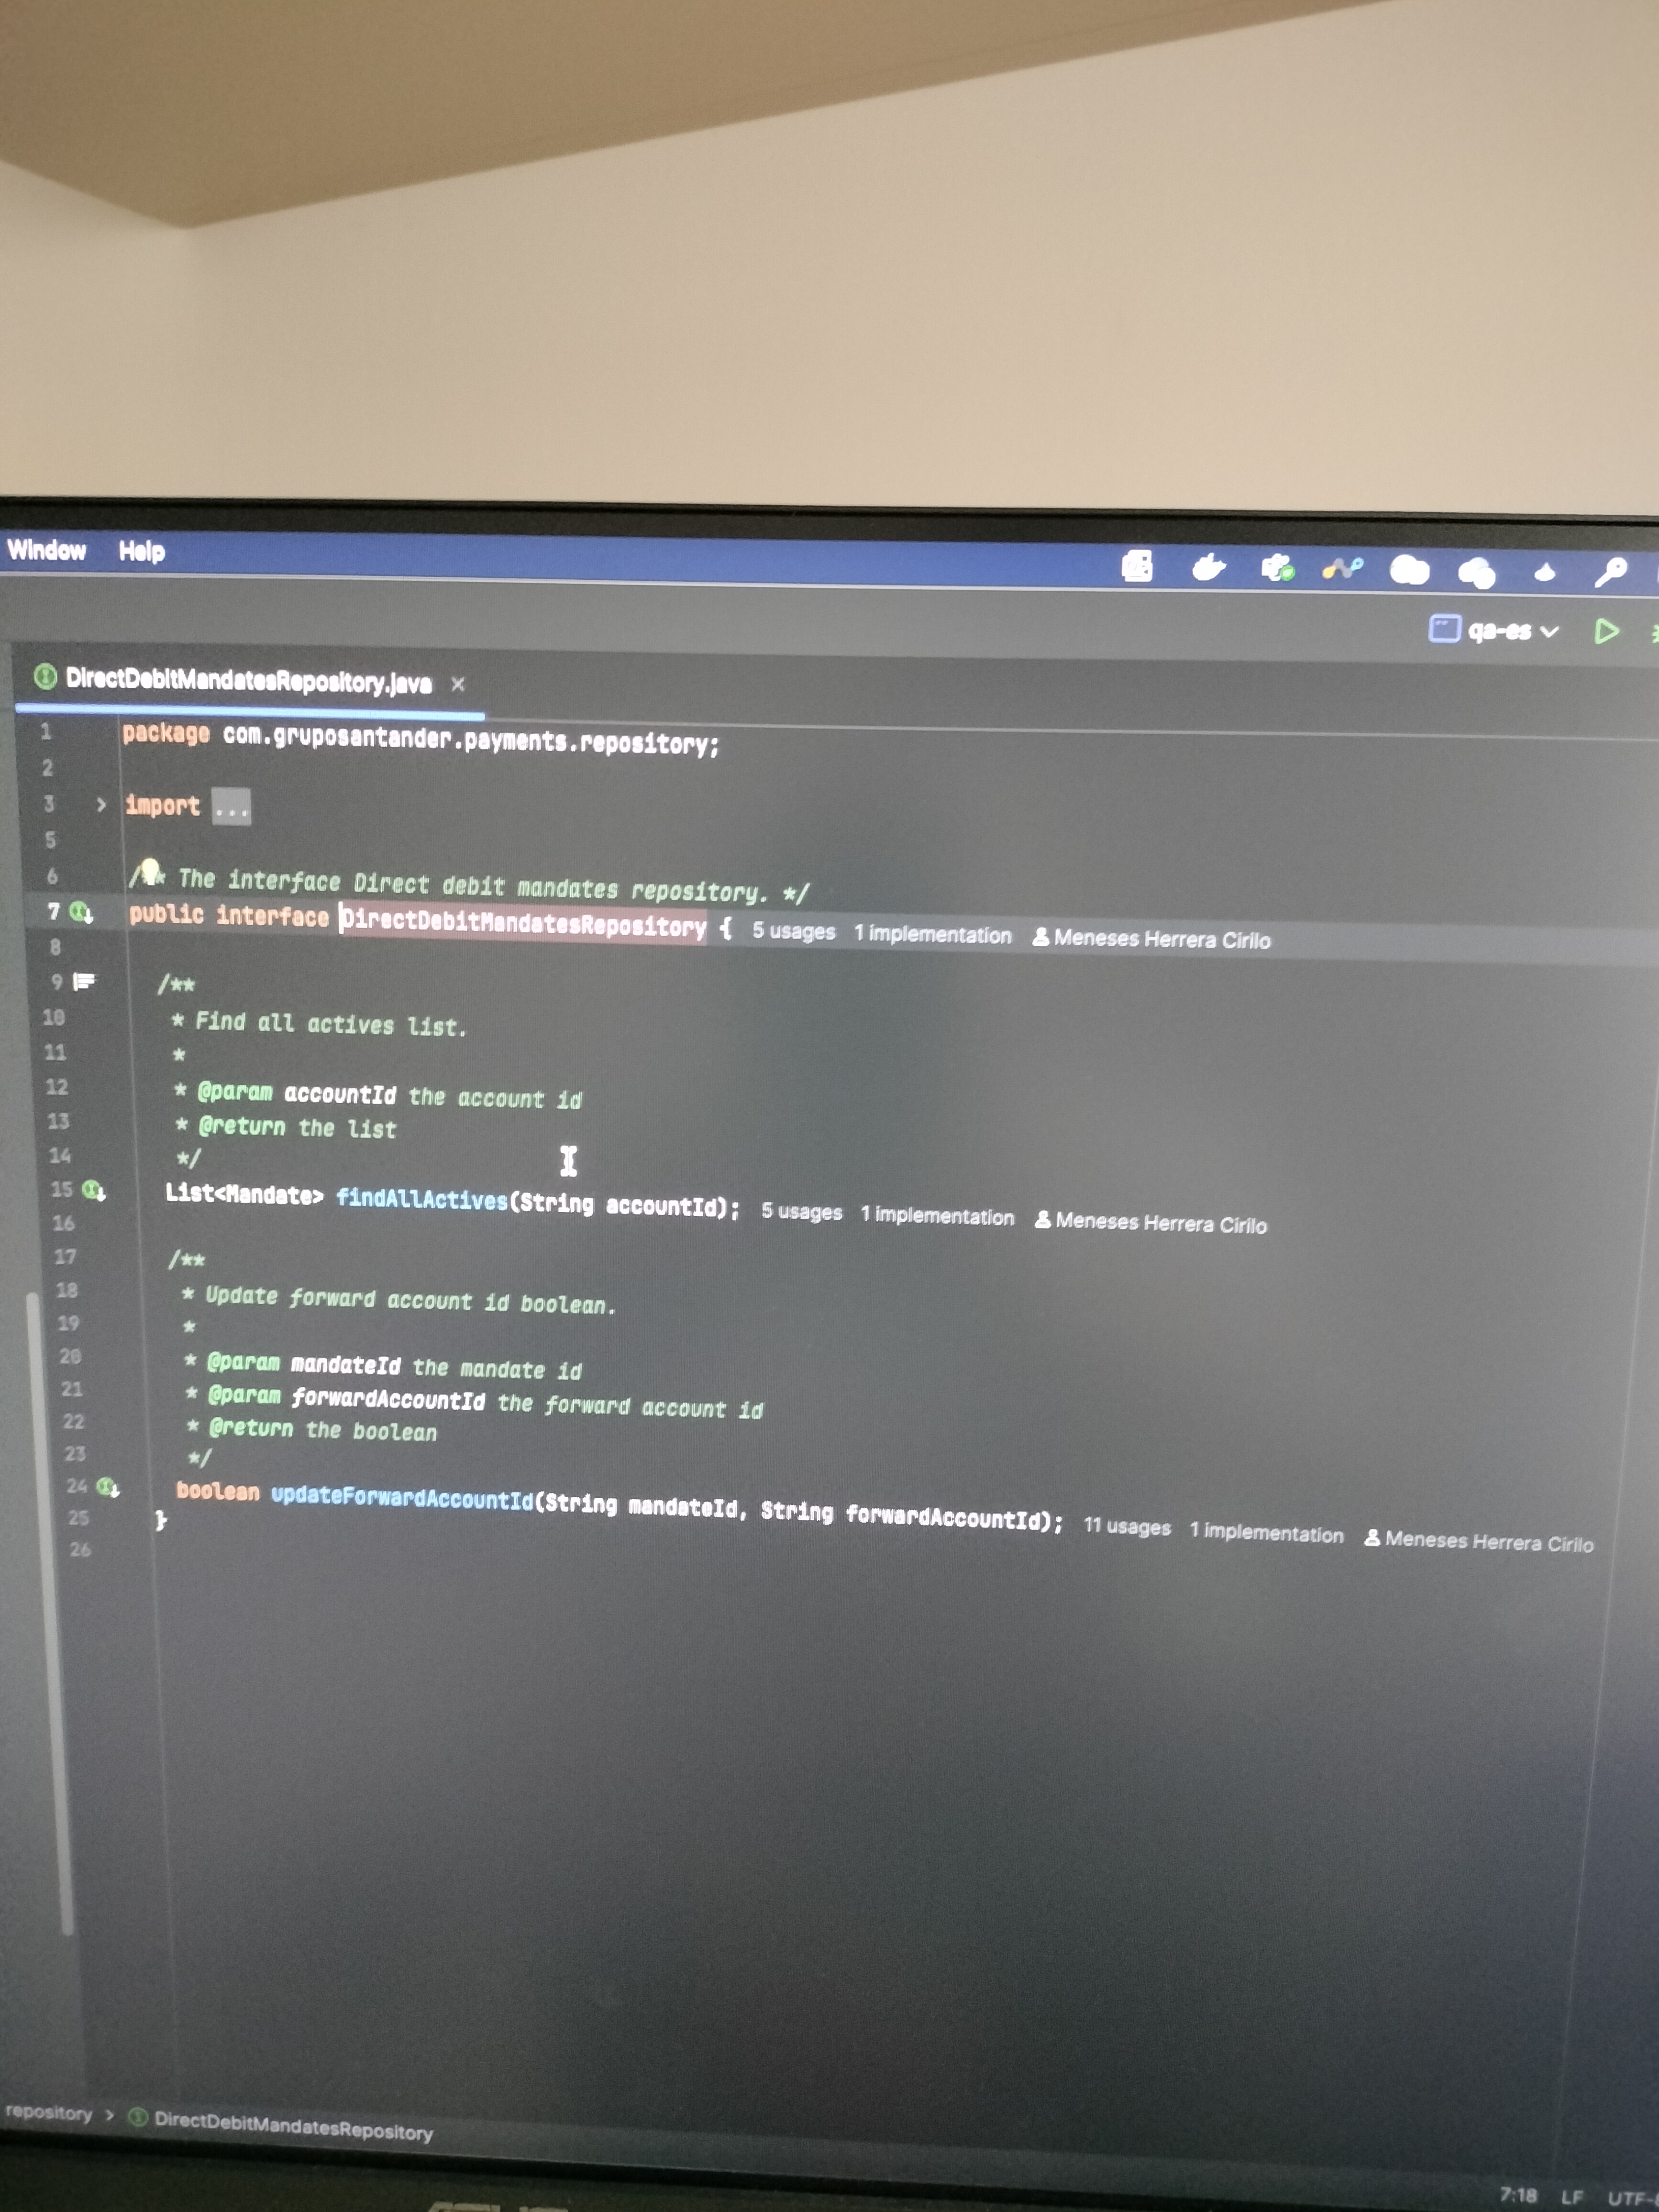 Window Help
qa-es
DirectDebitMandatesRepository.java ×
1 package com.gruposantander.payments.repository;
2
3 import ...
5
6 /** The interface Direct debit mandates repository. */
7 public interface DirectDebitMandatesRepository { 5 usages 1 implementation Meneses Herrera Cirilo
8
9 /**
10 * Find all actives list.
11 *
12 * @param accountId the account id
13 * @return the list
14 */
15 List<Mandate> findAllActives(String accountId); 5 usages 1 implementation Meneses Herrera Cirilo
16
17 /**
18 * Update forward account id boolean.
19 *
20 * @param mandateId the mandate id
21 * @param forwardAccountId the forward account id
22 * @return the boolean
23 */
24 boolean updateForwardAccountId(String mandateId, String forwardAccountId); 11 usages 1 implementation Meneses Herrera Cirilo
25 }
26
repository > DirectDebitMandatesRepository
7:18 LF